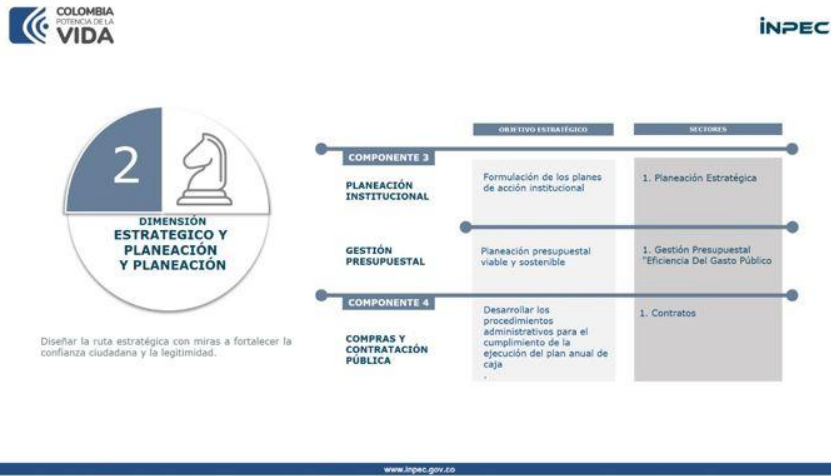 COLOMBIA
POTENCIA DE LA
VIDA
INPEC
OBJETIVO ESTRATÉGICO
SECTORES
2
DIMENSIÓN
ESTRATEGICO Y
PLANEACIÓN
Y PLANEACIÓN
Diseñar la ruta estratégica con miras a fortalecer la
confianza ciudadana y la legitimidad.
COMPONENTE 3
PLANEACIÓN
INSTITUCIONAL
Formulación de los planes
de acción institucional
1. Planeación Estratégica
GESTIÓN
PRESUPUESTAL
Planeación presupuestal
viable y sostenible
1. Gestión Presupuestal
"Eficiencia Del Gasto Público
COMPONENTE 4
COMPRAS Y
CONTRATACIÓN
PÚBLICA
Desarrollar los
procedimientos
administrativos para el
cumplimiento de la
ejecución del plan anual de
caja
.
1. Contratos
www.inpec.gov.co